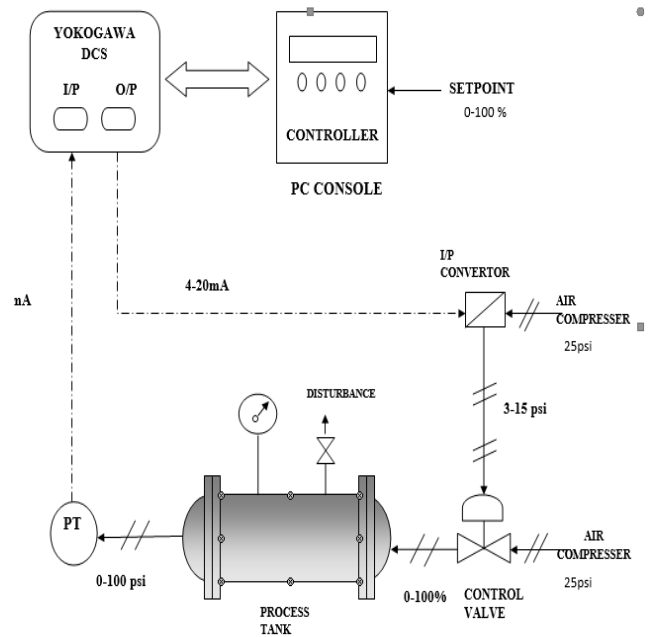 YOKOGAWA
DCS
I/P O/P
CONTROLLER
PC CONSOLE
SETPOINT
0-100 %
I/P
CONVERTOR
AIR
COMPRESSER
25psi
nA
4-20mA
3-15 psi
DISTURBANCE
PT
0-100 psi
PROCESS
TANK
0-100%
CONTROL
VALVE
AIR
COMPRESSER
25psi